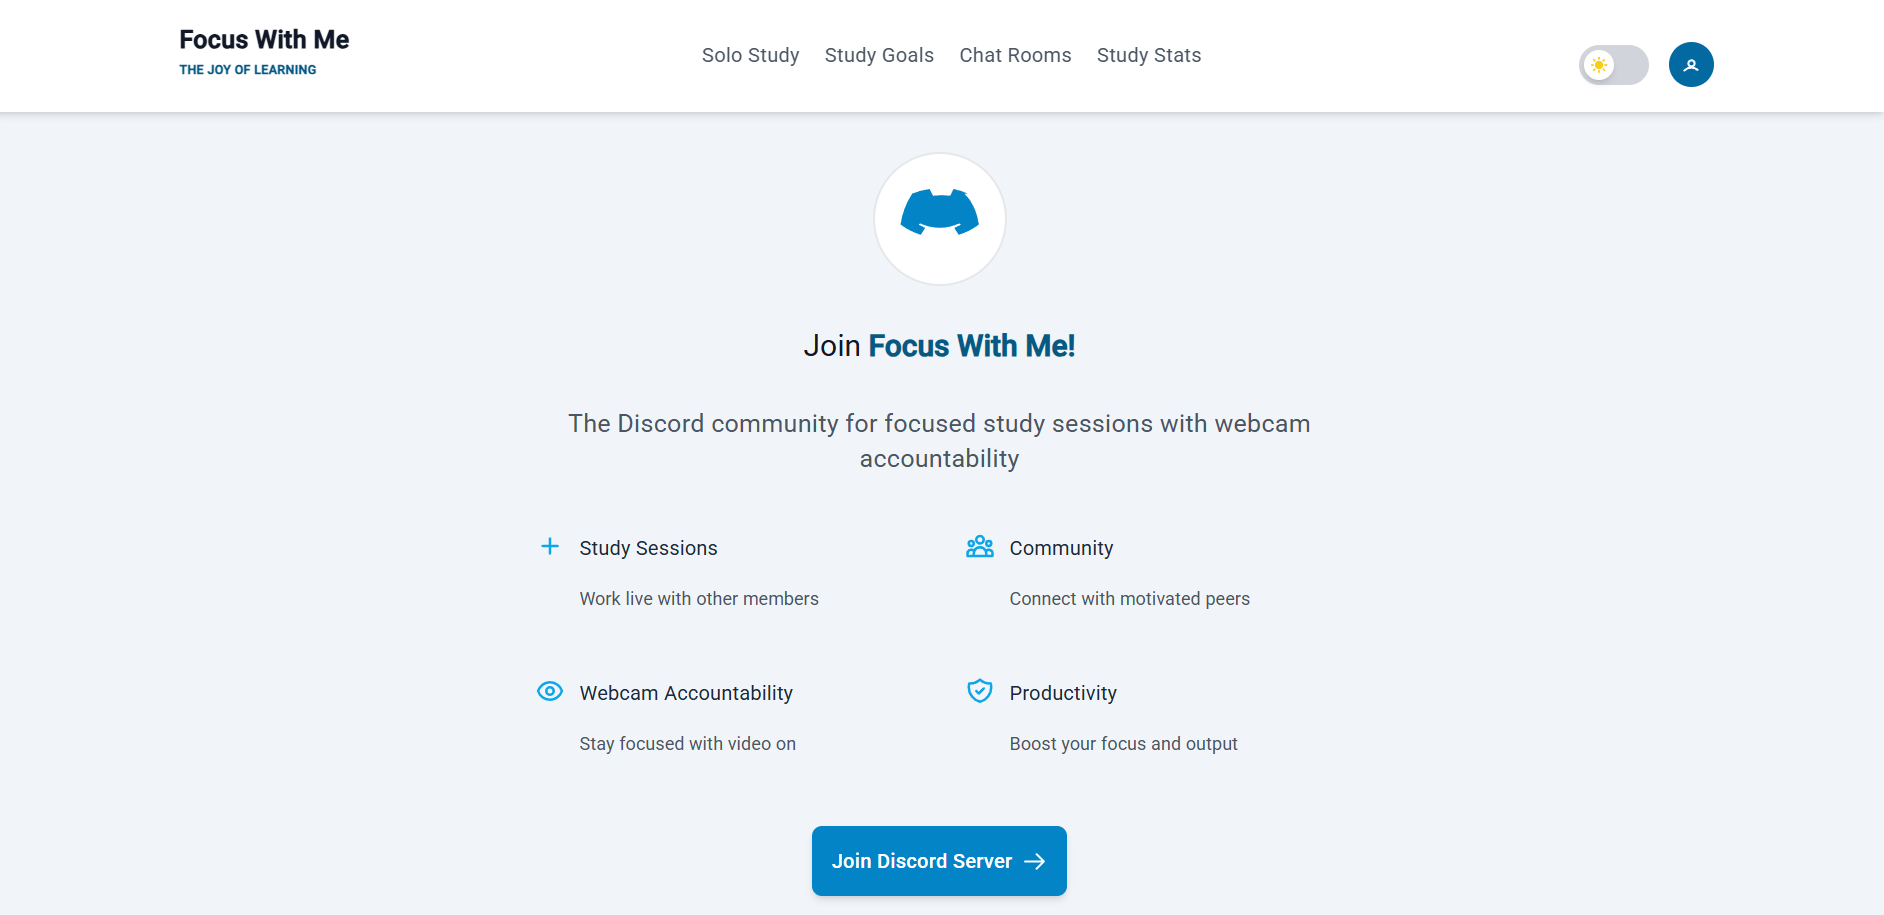 Focus With Me
THE JOY OF LEARNING
Solo Study Study Goals Chat Rooms Study Stats
Join Focus With Me!
The Discord community for focused study sessions with webcam
accountability
Study Sessions
Work live with other members
Community
Connect with motivated peers
Webcam Accountability
Stay focused with video on
Productivity
Boost your focus and output
Join Discord Server